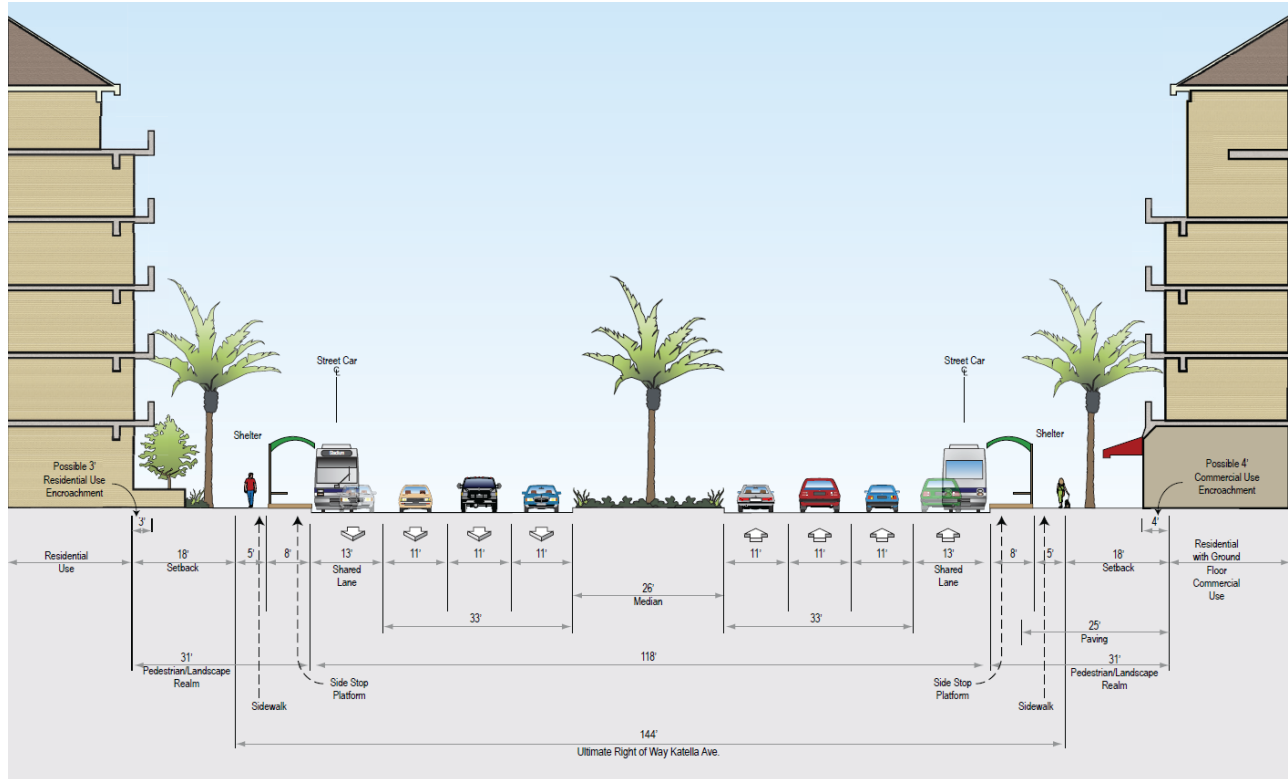 Street Car
℄
Street Car
℄
Shelter
Shelter
Stadium
Possible 3'
Residential Use
Encroachment
Possible 4'
Commercial Use
Encroachment
3'
4'
Residential
Use
18'
Setback
5'
8'
13'
Shared
Lane
11'
11'
11'
26'
Median
11'
11'
11'
13'
Shared
Lane
8'
5'
18'
Setback
Residential
with Ground
Floor
Commercial
Use
33'
33'
25'
Paving
31'
Pedestrian/Landscape
Realm
118'
31'
Pedestrian/Landscape
Realm
Side Stop
Platform
Side Stop
Platform
Sidewalk
Sidewalk
144'
Ultimate Right of Way Katella Ave.